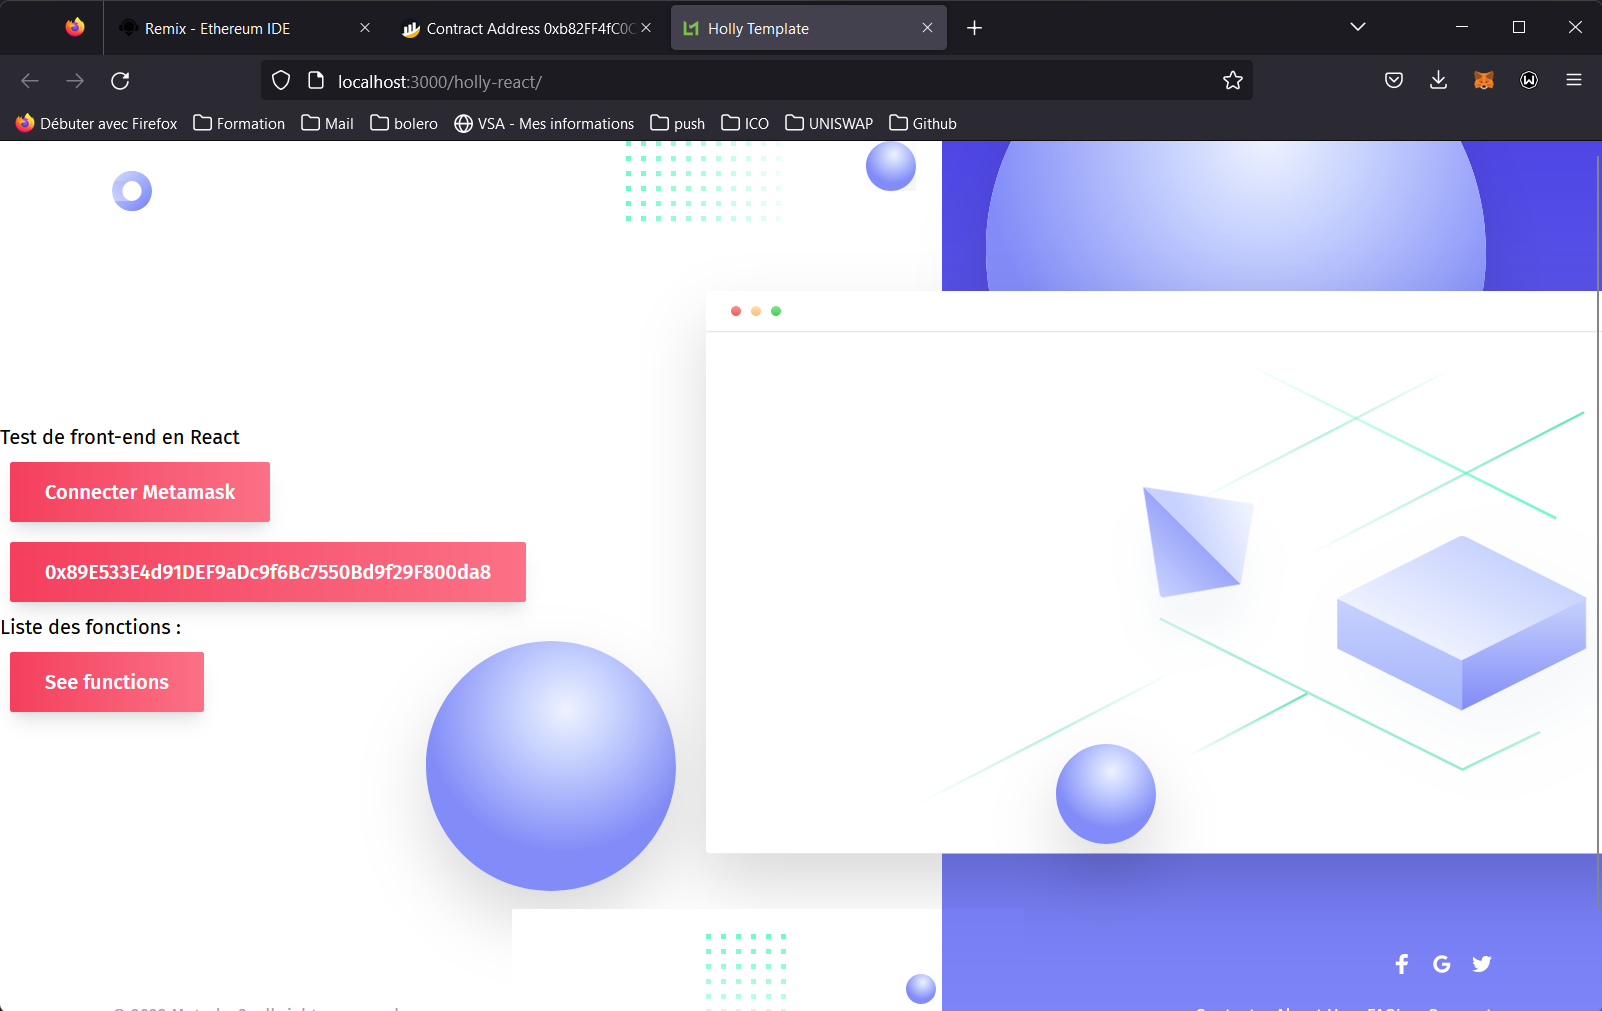 Remix - Ethereum IDE
Contract Address 0xb82FF4fC0C
Holly Template
localhost:3000/holly-react/
Débuter avec Firefox
Formation
Mail
bolero
VSA - Mes informations
push
ICO
UNISWAP
Github
Test de front-end en React
Connecter Metamask
0x89E533E4d91DEF9aDc9f6Bc7550Bd9f29F800da8
Liste des fonctions :
See functions